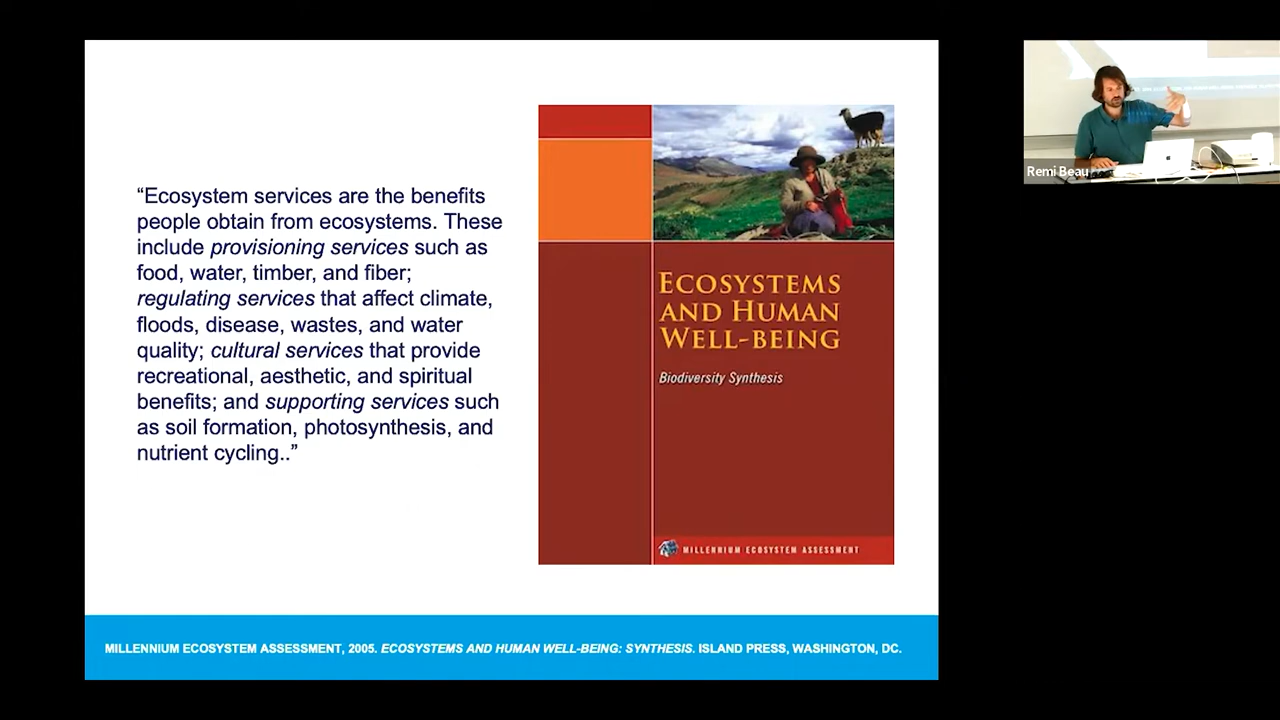 “Ecosystem services are the benefits
people obtain from ecosystems. These
include provisioning services such as
food, water, timber, and fiber;
regulating services that affect climate,
floods, disease, wastes, and water
quality; cultural services that provide
recreational, aesthetic, and spiritual
benefits; and supporting services such
as soil formation, photosynthesis, and
nutrient cycling..”
ECOSYSTEMS
AND HUMAN
WELL-BEING
Biodiversity Synthesis
MILLENNIUM ECOSYSTEM ASSESSMENT
MILLENNIUM ECOSYSTEM ASSESSMENT, 2005. ECOSYSTEMS AND HUMAN WELL-BEING: SYNTHESIS. ISLAND PRESS, WASHINGTON, DC.
Remi Beau